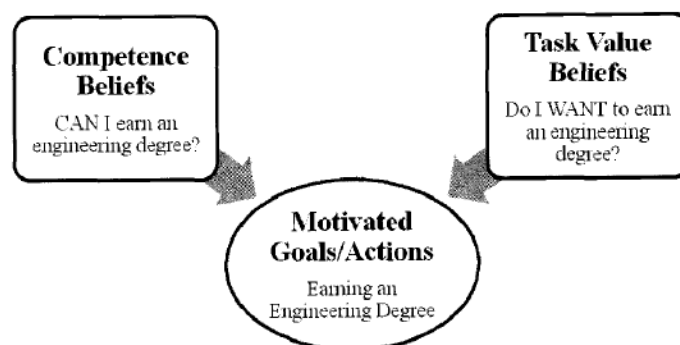 Competence
Beliefs
CAN I earn an
engineering degree?
Task Value
Beliefs
Do I WANT to earn
an engineering
degree?
Motivated
Goals/Actions
Earning an
Engineering Degree